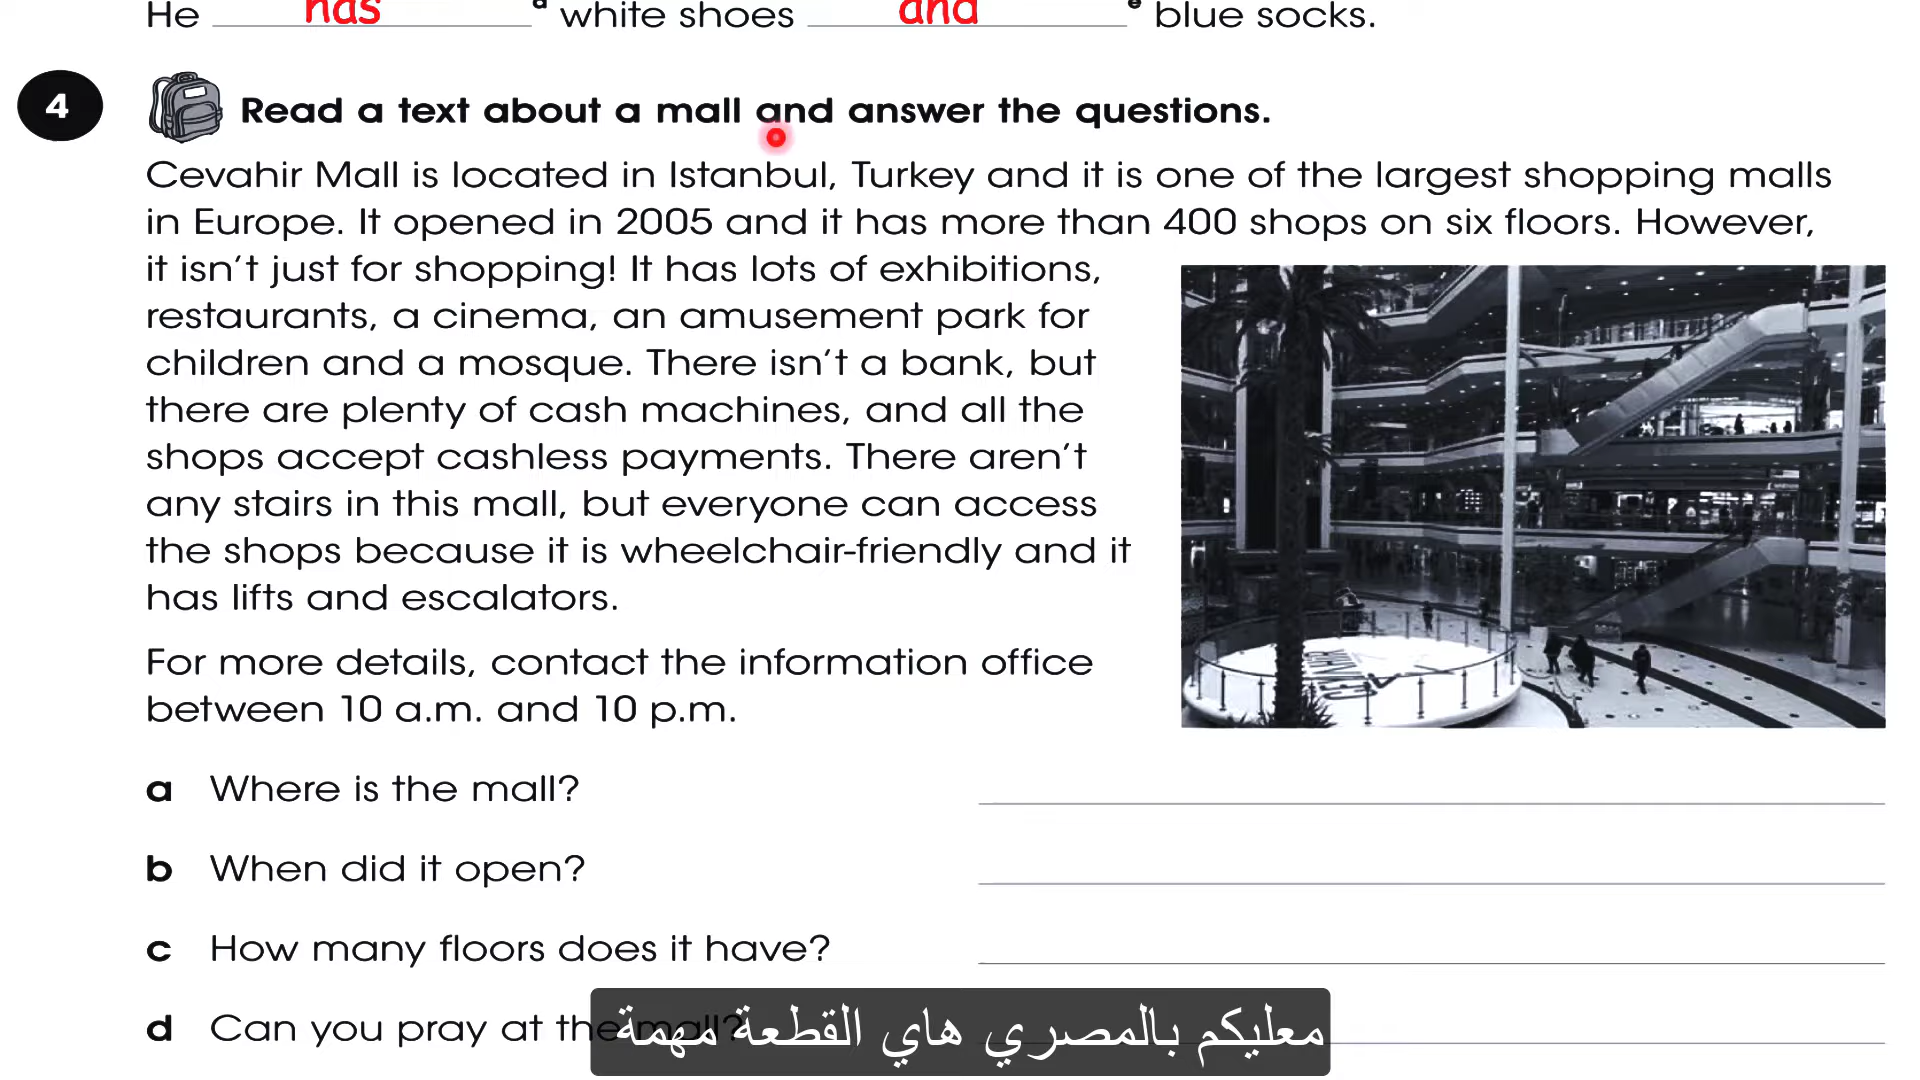 He has d white shoes and e blue socks.
4 Read a text about a mall and answer the questions.
Cevahir Mall is located in Istanbul, Turkey and it is one of the largest shopping malls
in Europe. It opened in 2005 and it has more than 400 shops on six floors. However,
it isn’t just for shopping! It has lots of exhibitions,
restaurants, a cinema, an amusement park for
children and a mosque. There isn’t a bank, but
there are plenty of cash machines, and all the
shops accept cashless payments. There aren’t
any stairs in this mall, but everyone can access
the shops because it is wheelchair-friendly and it
has lifts and escalators.
For more details, contact the information office
between 10 a.m. and 10 p.m.
a Where is the mall?
b When did it open?
c How many floors does it have?
d Can you pray at the mall?
معليكم بالمصري هاي القطعة مهمة